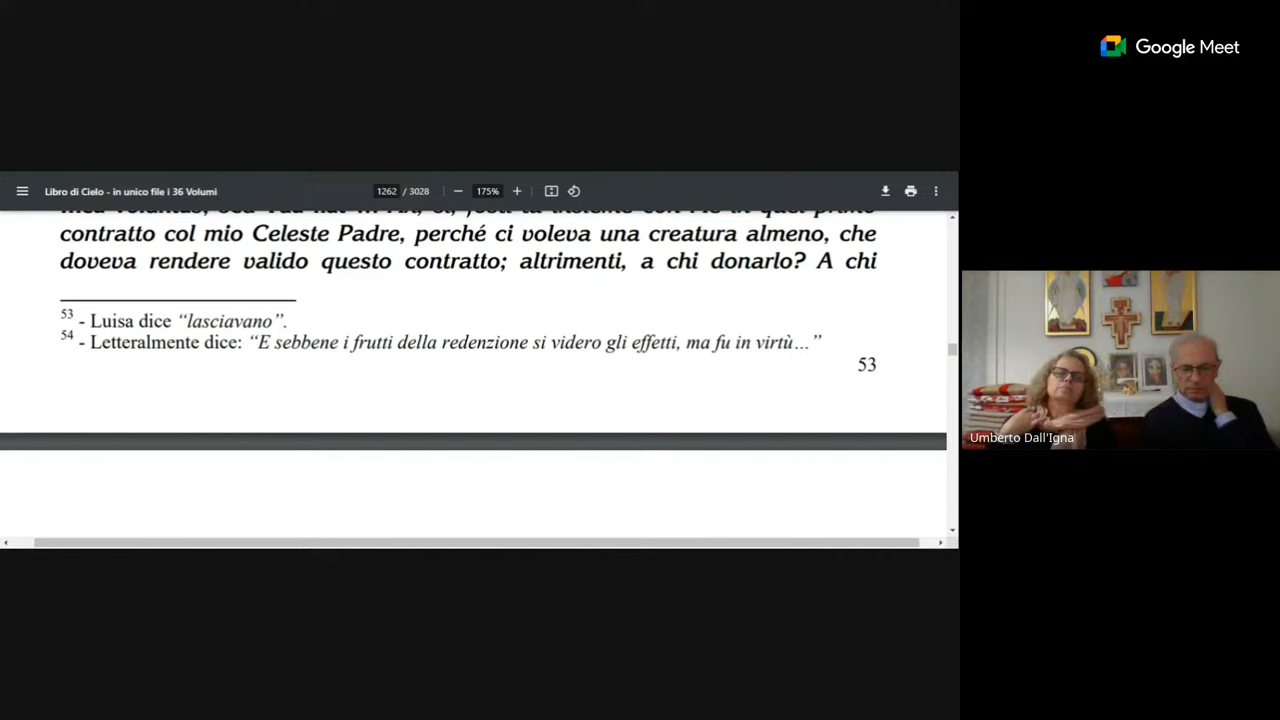 Google Meet
Libro di Cielo - in unico file i 36 Volumi
1262 / 3028
175%
contratto col mio Celeste Padre, perché ci voleva una creatura almeno, che
doveva rendere valido questo contratto; altrimenti, a chi donarlo? A chi
53 - Luisa dice “lasciavano”.
54 - Letteralmente dice: “E sebbene i frutti della redenzione si videro gli effetti, ma fu in virtù…”
53
Umberto Dall'Igna